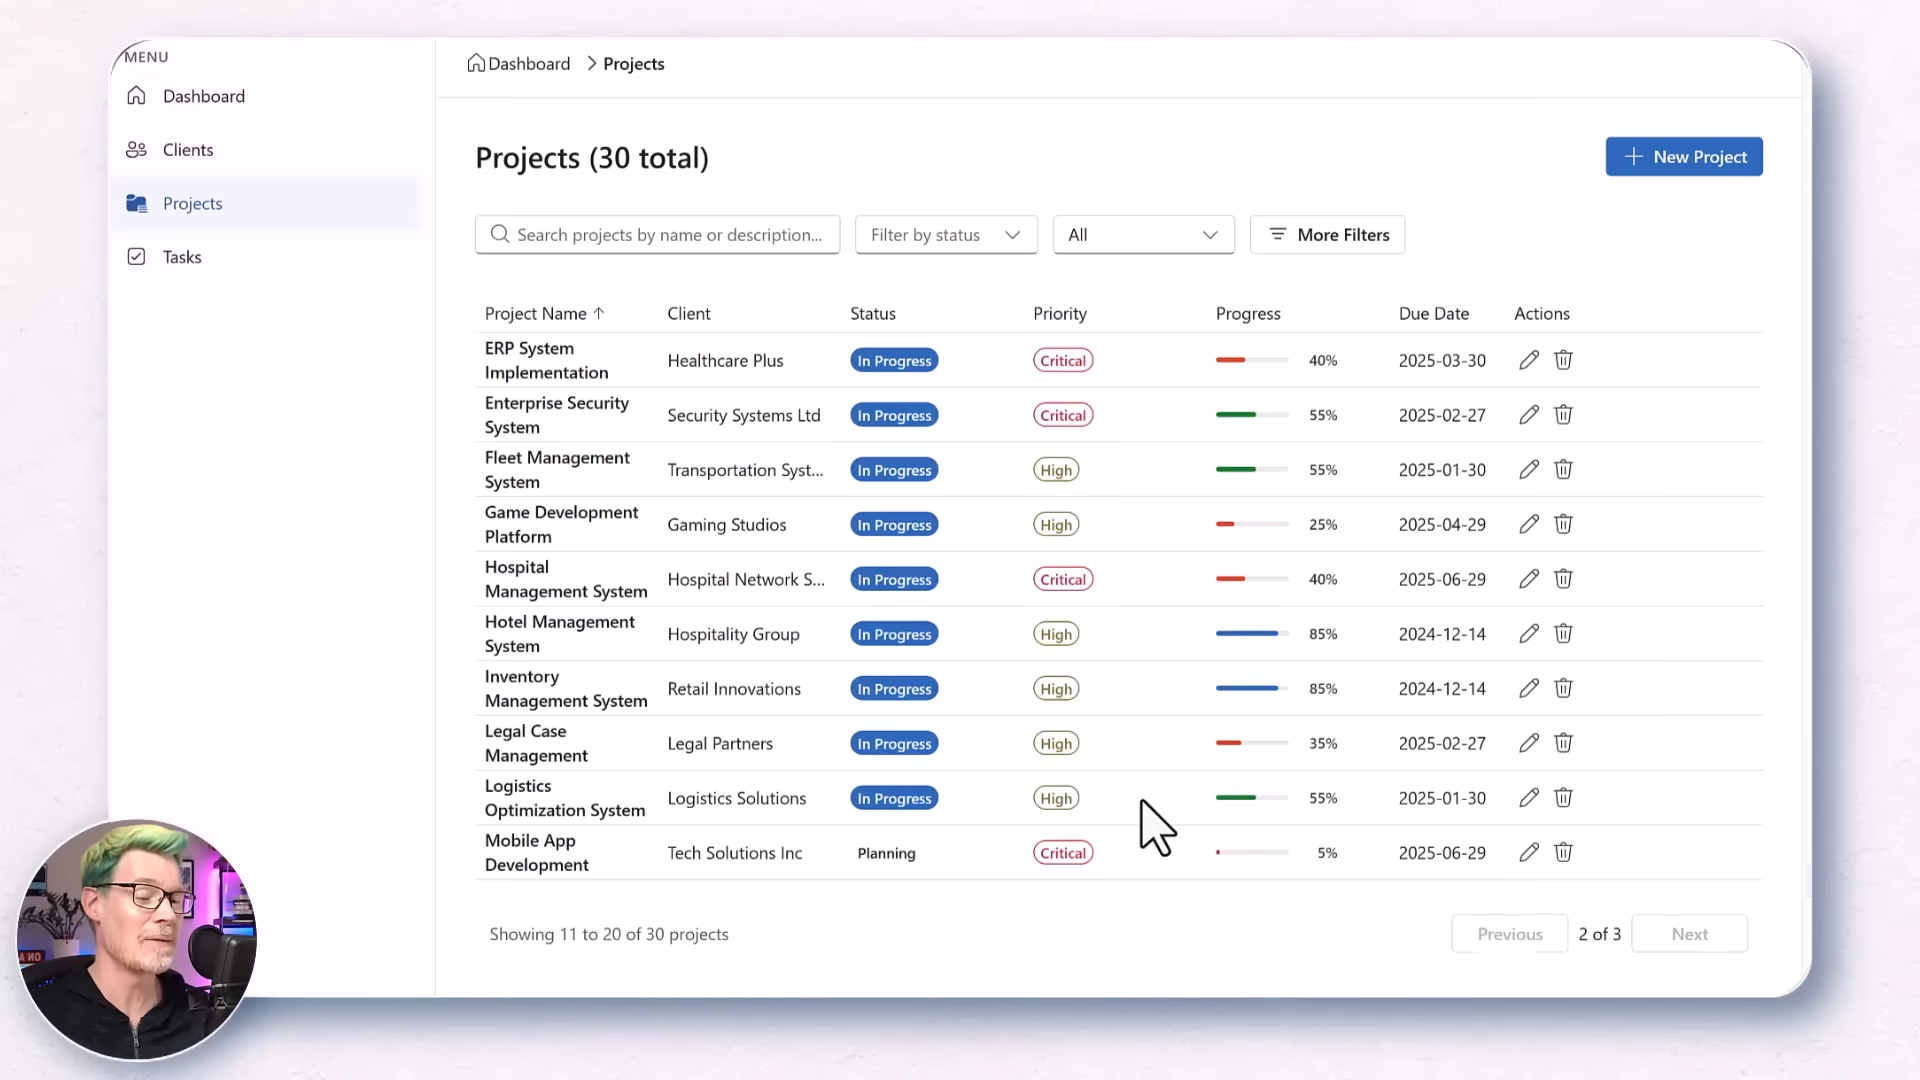 MENU
Dashboard
Clients
Projects
Tasks
Dashboard > Projects
Projects (30 total)
+ New Project
Search projects by name or description...
Filter by status
All
More Filters
Project Name ↑ Client Status Priority Progress Due Date Actions
ERP System
Implementation
Healthcare Plus In Progress Critical 40% 2025-03-30
Enterprise Security
System
Security Systems Ltd In Progress Critical 55% 2025-02-27
Fleet Management
System
Transportation Syst... In Progress High 55% 2025-01-30
Game Development
Platform
Gaming Studios In Progress High 25% 2025-04-29
Hospital
Management System
Hospital Network S... In Progress Critical 40% 2025-06-29
Hotel Management
System
Hospitality Group In Progress High 85% 2024-12-14
Inventory
Management System
Retail Innovations In Progress High 85% 2024-12-14
Legal Case
Management
Legal Partners In Progress High 35% 2025-02-27
Logistics
Optimization System
Logistics Solutions In Progress High 55% 2025-01-30
Mobile App
Development
Tech Solutions Inc Planning Critical 5% 2025-06-29
Showing 11 to 20 of 30 projects
Previous 2 of 3 Next